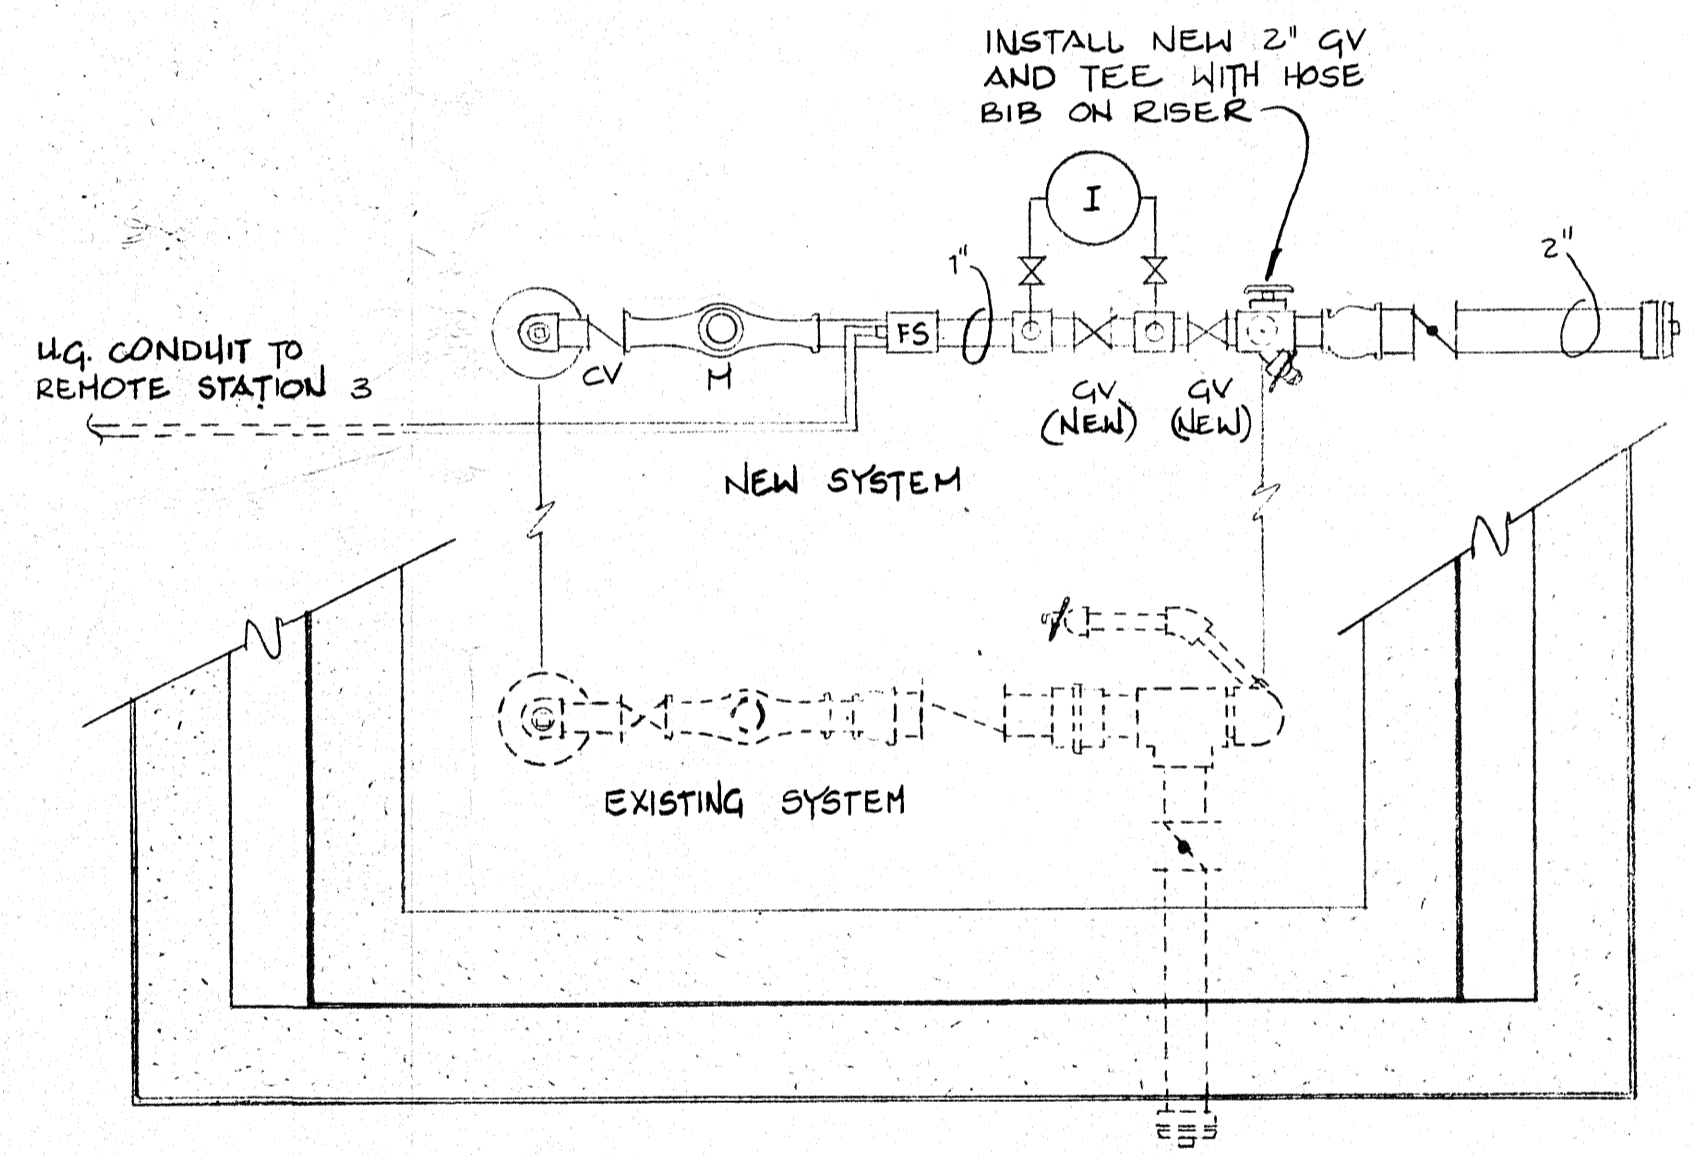 INSTALL NEW 2" GV
AND TEE WITH HOSE
BIB ON RISER
I
1"
2"
FS
U.G. CONDUIT TO
REMOTE STATION 3
CV
M
GV
(NEW)
GV
(NEW)
NEW SYSTEM
EXISTING SYSTEM